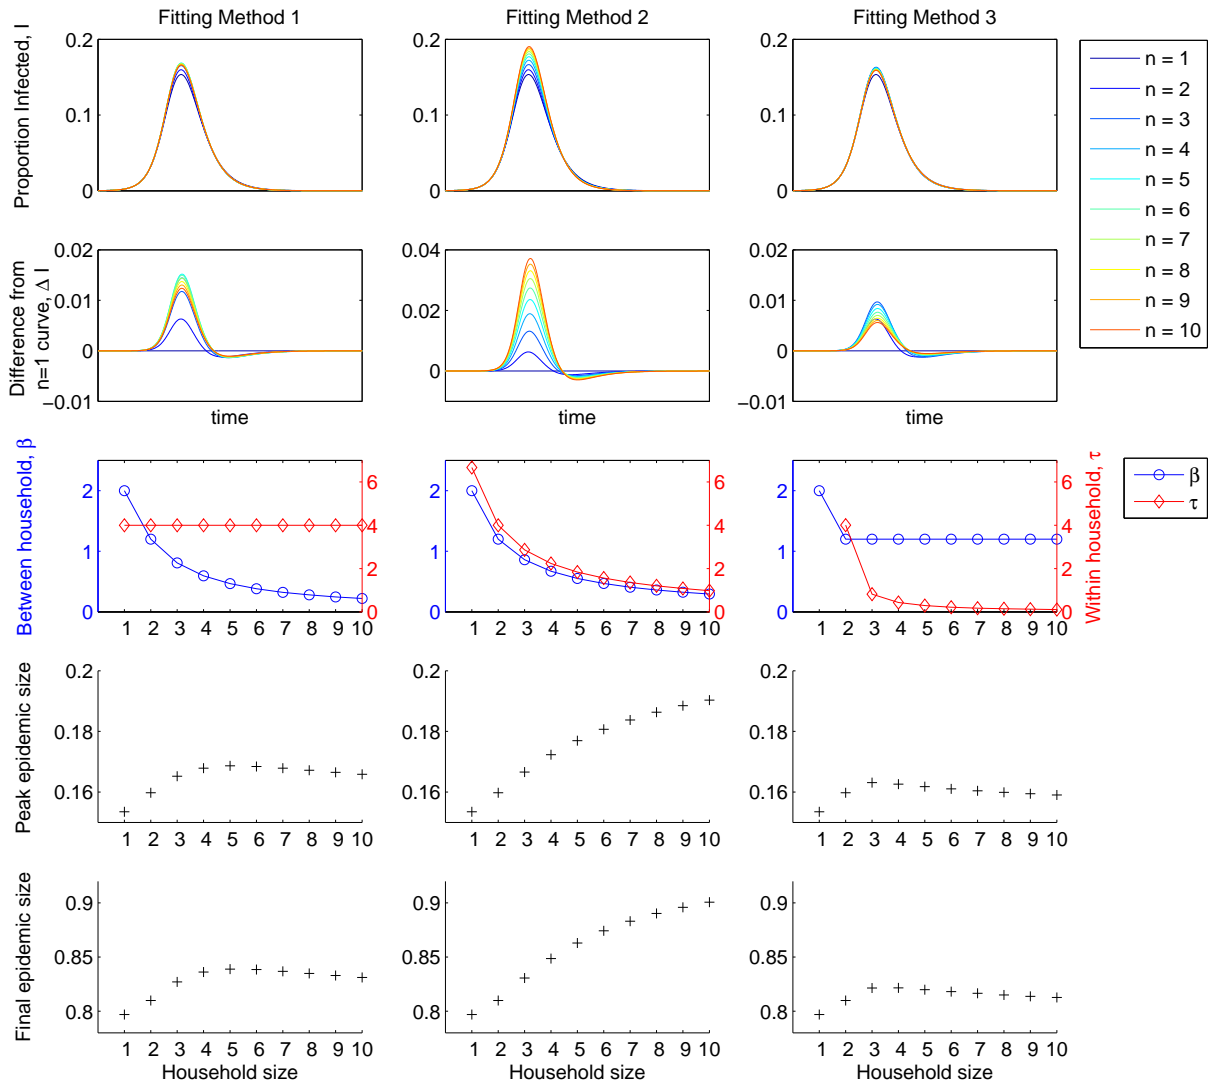 Fitting Method 1
Fitting Method 2
Fitting Method 3
Proportion Infected, I
0.2
0.1
0
0.2
0.1
0
0.2
0.1
0
n = 1
n = 2
n = 3
n = 4
n = 5
n = 6
n = 7
n = 8
n = 9
n = 10
Difference from
n=1 curve, Δ I
0.02
0.01
0
−0.01
time
0.04
0.02
0
time
0.02
0.01
0
−0.01
time
Between household, β
2
1
0
6
4
2
0
1 2 3 4 5 6 7 8 9 10
2
1
0
6
4
2
0
1 2 3 4 5 6 7 8 9 10
2
1
0
6
4
2
0
1 2 3 4 5 6 7 8 9 10
Within household, τ
β
τ
Peak epidemic size
0.2
0.18
0.16
1 2 3 4 5 6 7 8 9 10
0.2
0.18
0.16
1 2 3 4 5 6 7 8 9 10
0.2
0.18
0.16
1 2 3 4 5 6 7 8 9 10
Final epidemic size
0.9
0.85
0.8
1 2 3 4 5 6 7 8 9 10
Household size
0.9
0.85
0.8
1 2 3 4 5 6 7 8 9 10
Household size
0.9
0.85
0.8
1 2 3 4 5 6 7 8 9 10
Household size